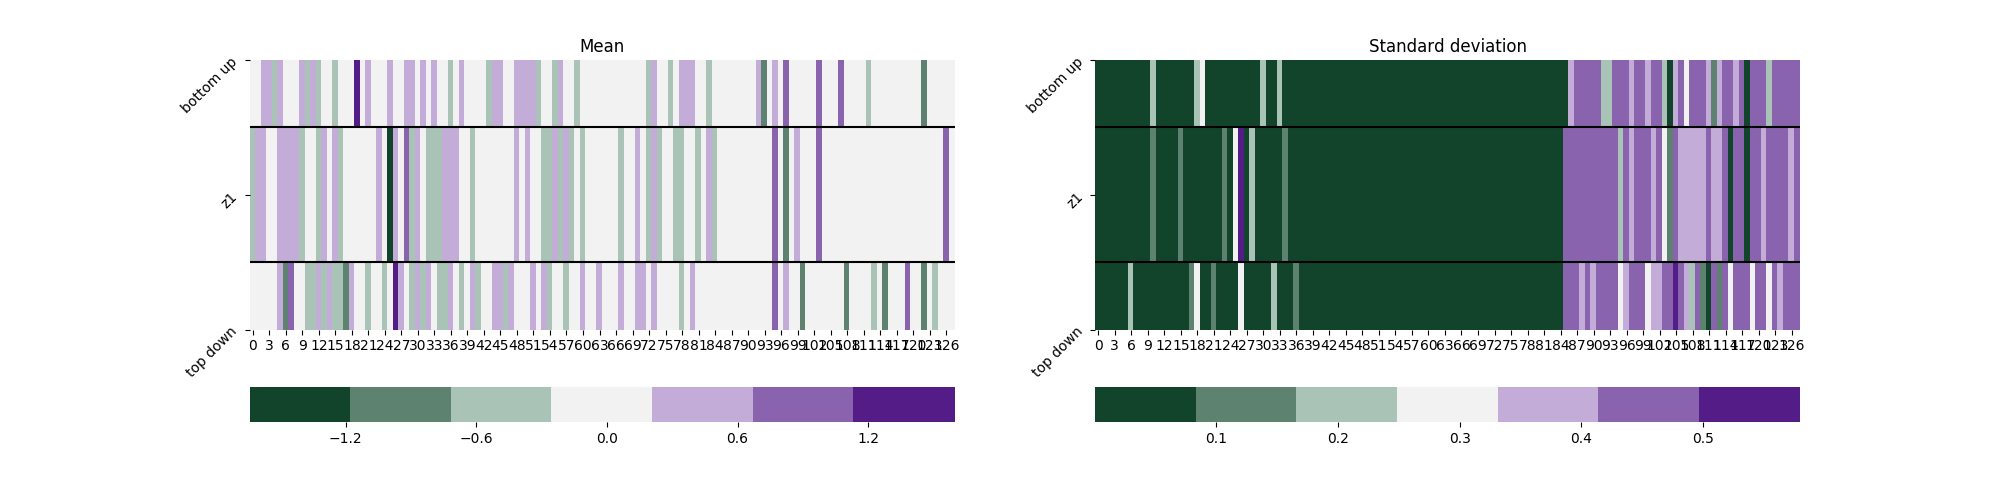 Mean
Standard deviation
bottom up
z1
top down
0 3 6 9 12 15 18 21 24 27 30 33 36 39 42 45 48 51 54 57 60 63 66 69 72 75 78 81 84 87 90 93 96 99 102 105 108 111 114 117 120 123 126
−1.2 −0.6 0.0 0.6 1.2
bottom up
z1
top down
0 3 6 9 12 15 18 21 24 27 30 33 36 39 42 45 48 51 54 57 60 63 66 69 72 75 78 81 84 87 90 93 96 99 102 105 108 111 114 117 120 123 126
0.1 0.2 0.3 0.4 0.5